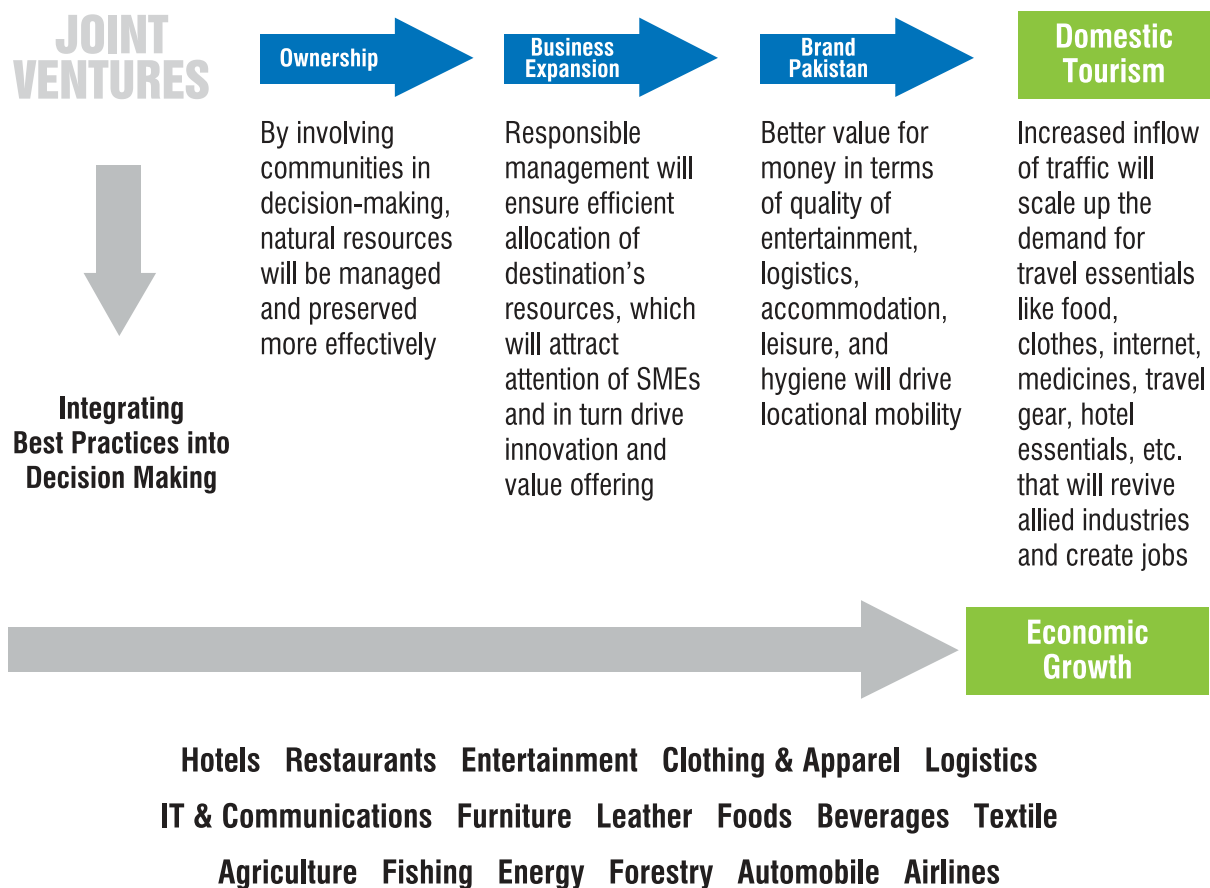 JOINT
VENTURES
Integrating
Best Practices into
Decision Making
Ownership
By involving
communities in
decision-making,
natural resources
will be managed
and preserved
more effectively
Business
Expansion
Responsible
management will
ensure efficient
allocation of
destination’s
resources, which
will attract
attention of SMEs
and in turn drive
innovation and
value offering
Brand
Pakistan
Better value for
money in terms
of quality of
entertainment,
logistics,
accommodation,
leisure, and
hygiene will drive
locational mobility
Domestic
Tourism
Increased inflow
of traffic will
scale up the
demand for
travel essentials
like food,
clothes, internet,
medicines, travel
gear, hotel
essentials, etc.
that will revive
allied industries
and create jobs
Economic
Growth
Hotels Restaurants Entertainment Clothing & Apparel Logistics
IT & Communications Furniture Leather Foods Beverages Textile
Agriculture Fishing Energy Forestry Automobile Airlines